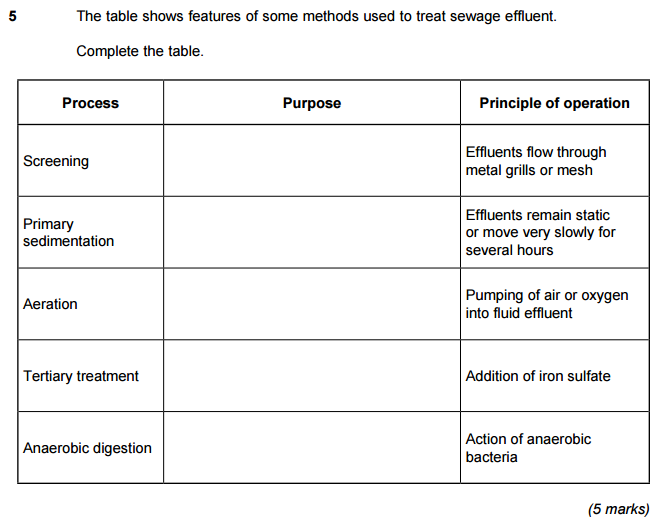 5 The table shows features of some methods used to treat sewage effluent.
Complete the table.
Process Purpose Principle of operation
Screening
Effluents flow through
metal grills or mesh
Primary
sedimentation
Effluents remain static
or move very slowly for
several hours
Aeration
Pumping of air or oxygen
into fluid effluent
Tertiary treatment
Addition of iron sulfate
Anaerobic digestion
Action of anaerobic
bacteria
(5 marks)